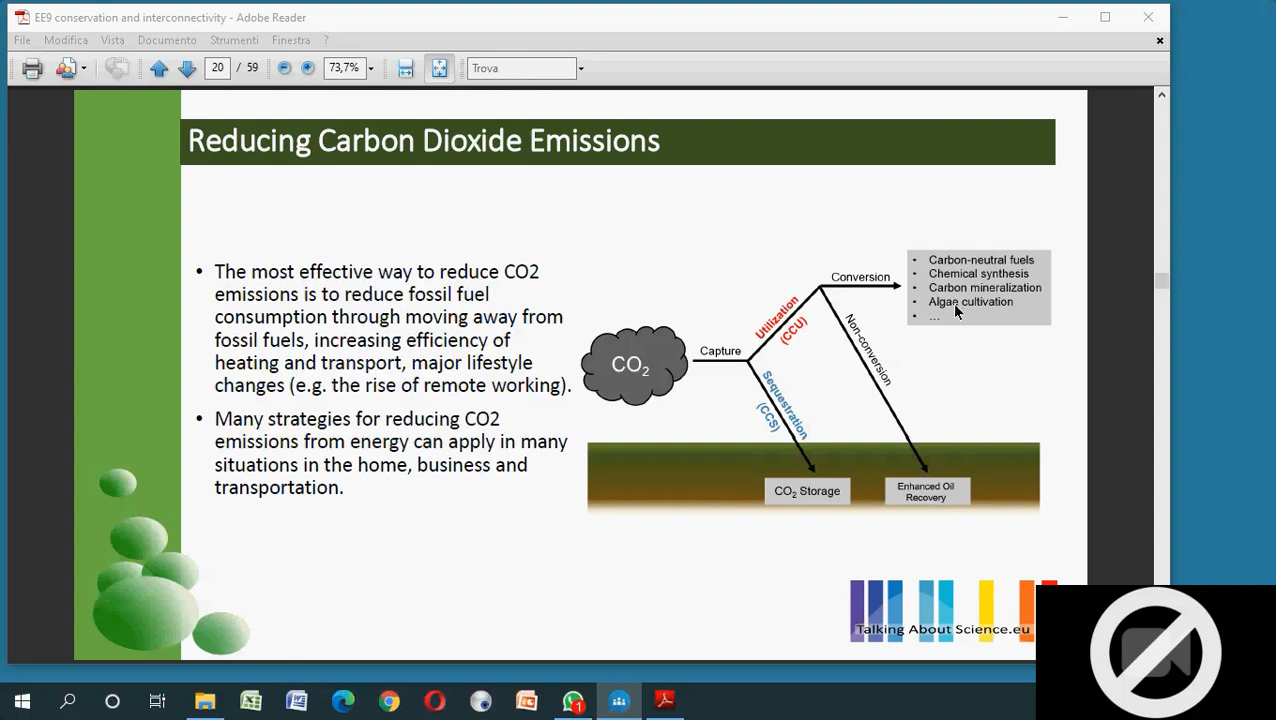 EE9 conservation and interconnectivity - Adobe Reader
File Modifica Vista Documento Strumenti Finestra ?
20 / 59 73,7% Trova
Reducing Carbon Dioxide Emissions
• The most effective way to reduce CO2
emissions is to reduce fossil fuel
consumption through moving away from
fossil fuels, increasing efficiency of
heating and transport, major lifestyle
changes (e.g. the rise of remote working).
• Many strategies for reducing CO2
emissions from energy can apply in many
situations in the home, business and
transportation.
CO₂
Capture
Utilization
(CCU)
Sequestration
(CCS)
Conversion
Non-conversion
• Carbon-neutral fuels
• Chemical synthesis
• Carbon mineralization
• Algae cultivation
• ...
CO₂ Storage
Enhanced Oil
Recovery
Talking About Science.eu
1